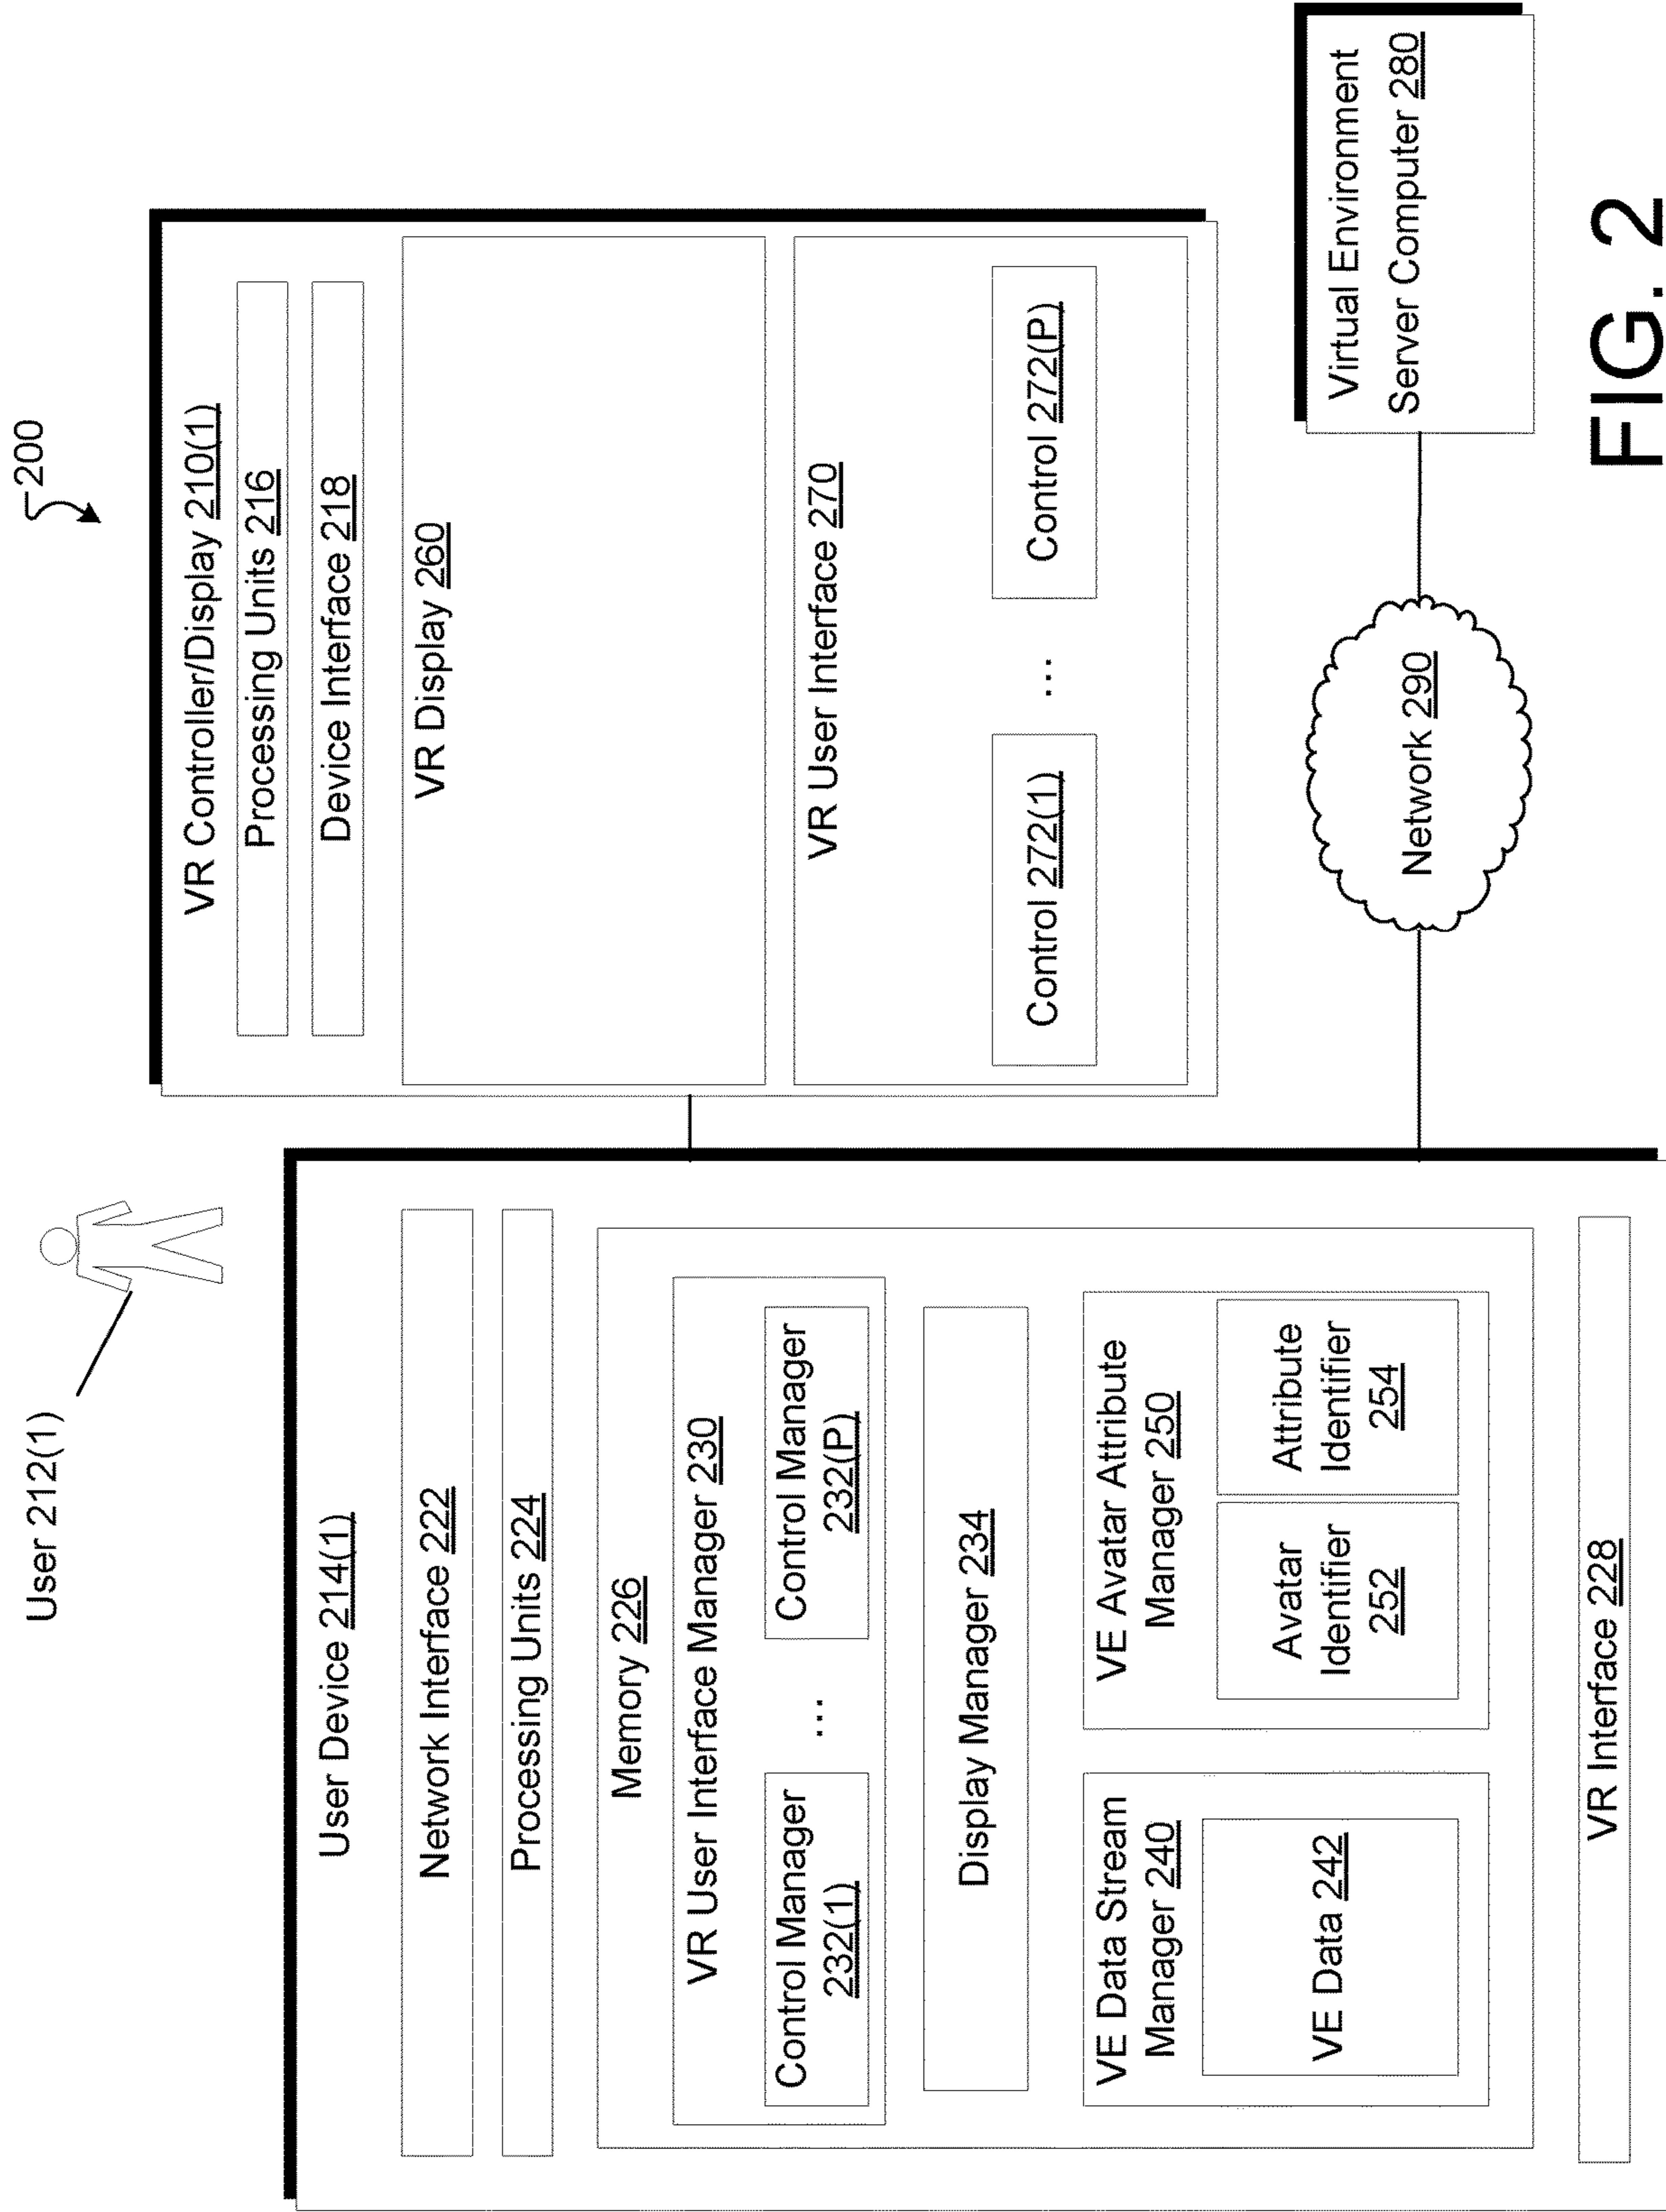 200
User 212(1)
User Device 214(1)
Network Interface 222
Processing Units 224
Memory 226
VR User Interface Manager 230
Control Manager
232(1)
...
Control Manager
232(P)
Display Manager 234
VE Data Stream
Manager 240
VE Data 242
VE Avatar Attribute
Manager 250
Avatar
Identifier
252
Attribute
Identifier
254
VR Interface 228
VR Controller/Display 210(1)
Processing Units 216
Device Interface 218
VR Display 260
VR User Interface 270
Control 272(1)
...
Control 272(P)
Network 290
Virtual Environment
Server Computer 280
FIG. 2